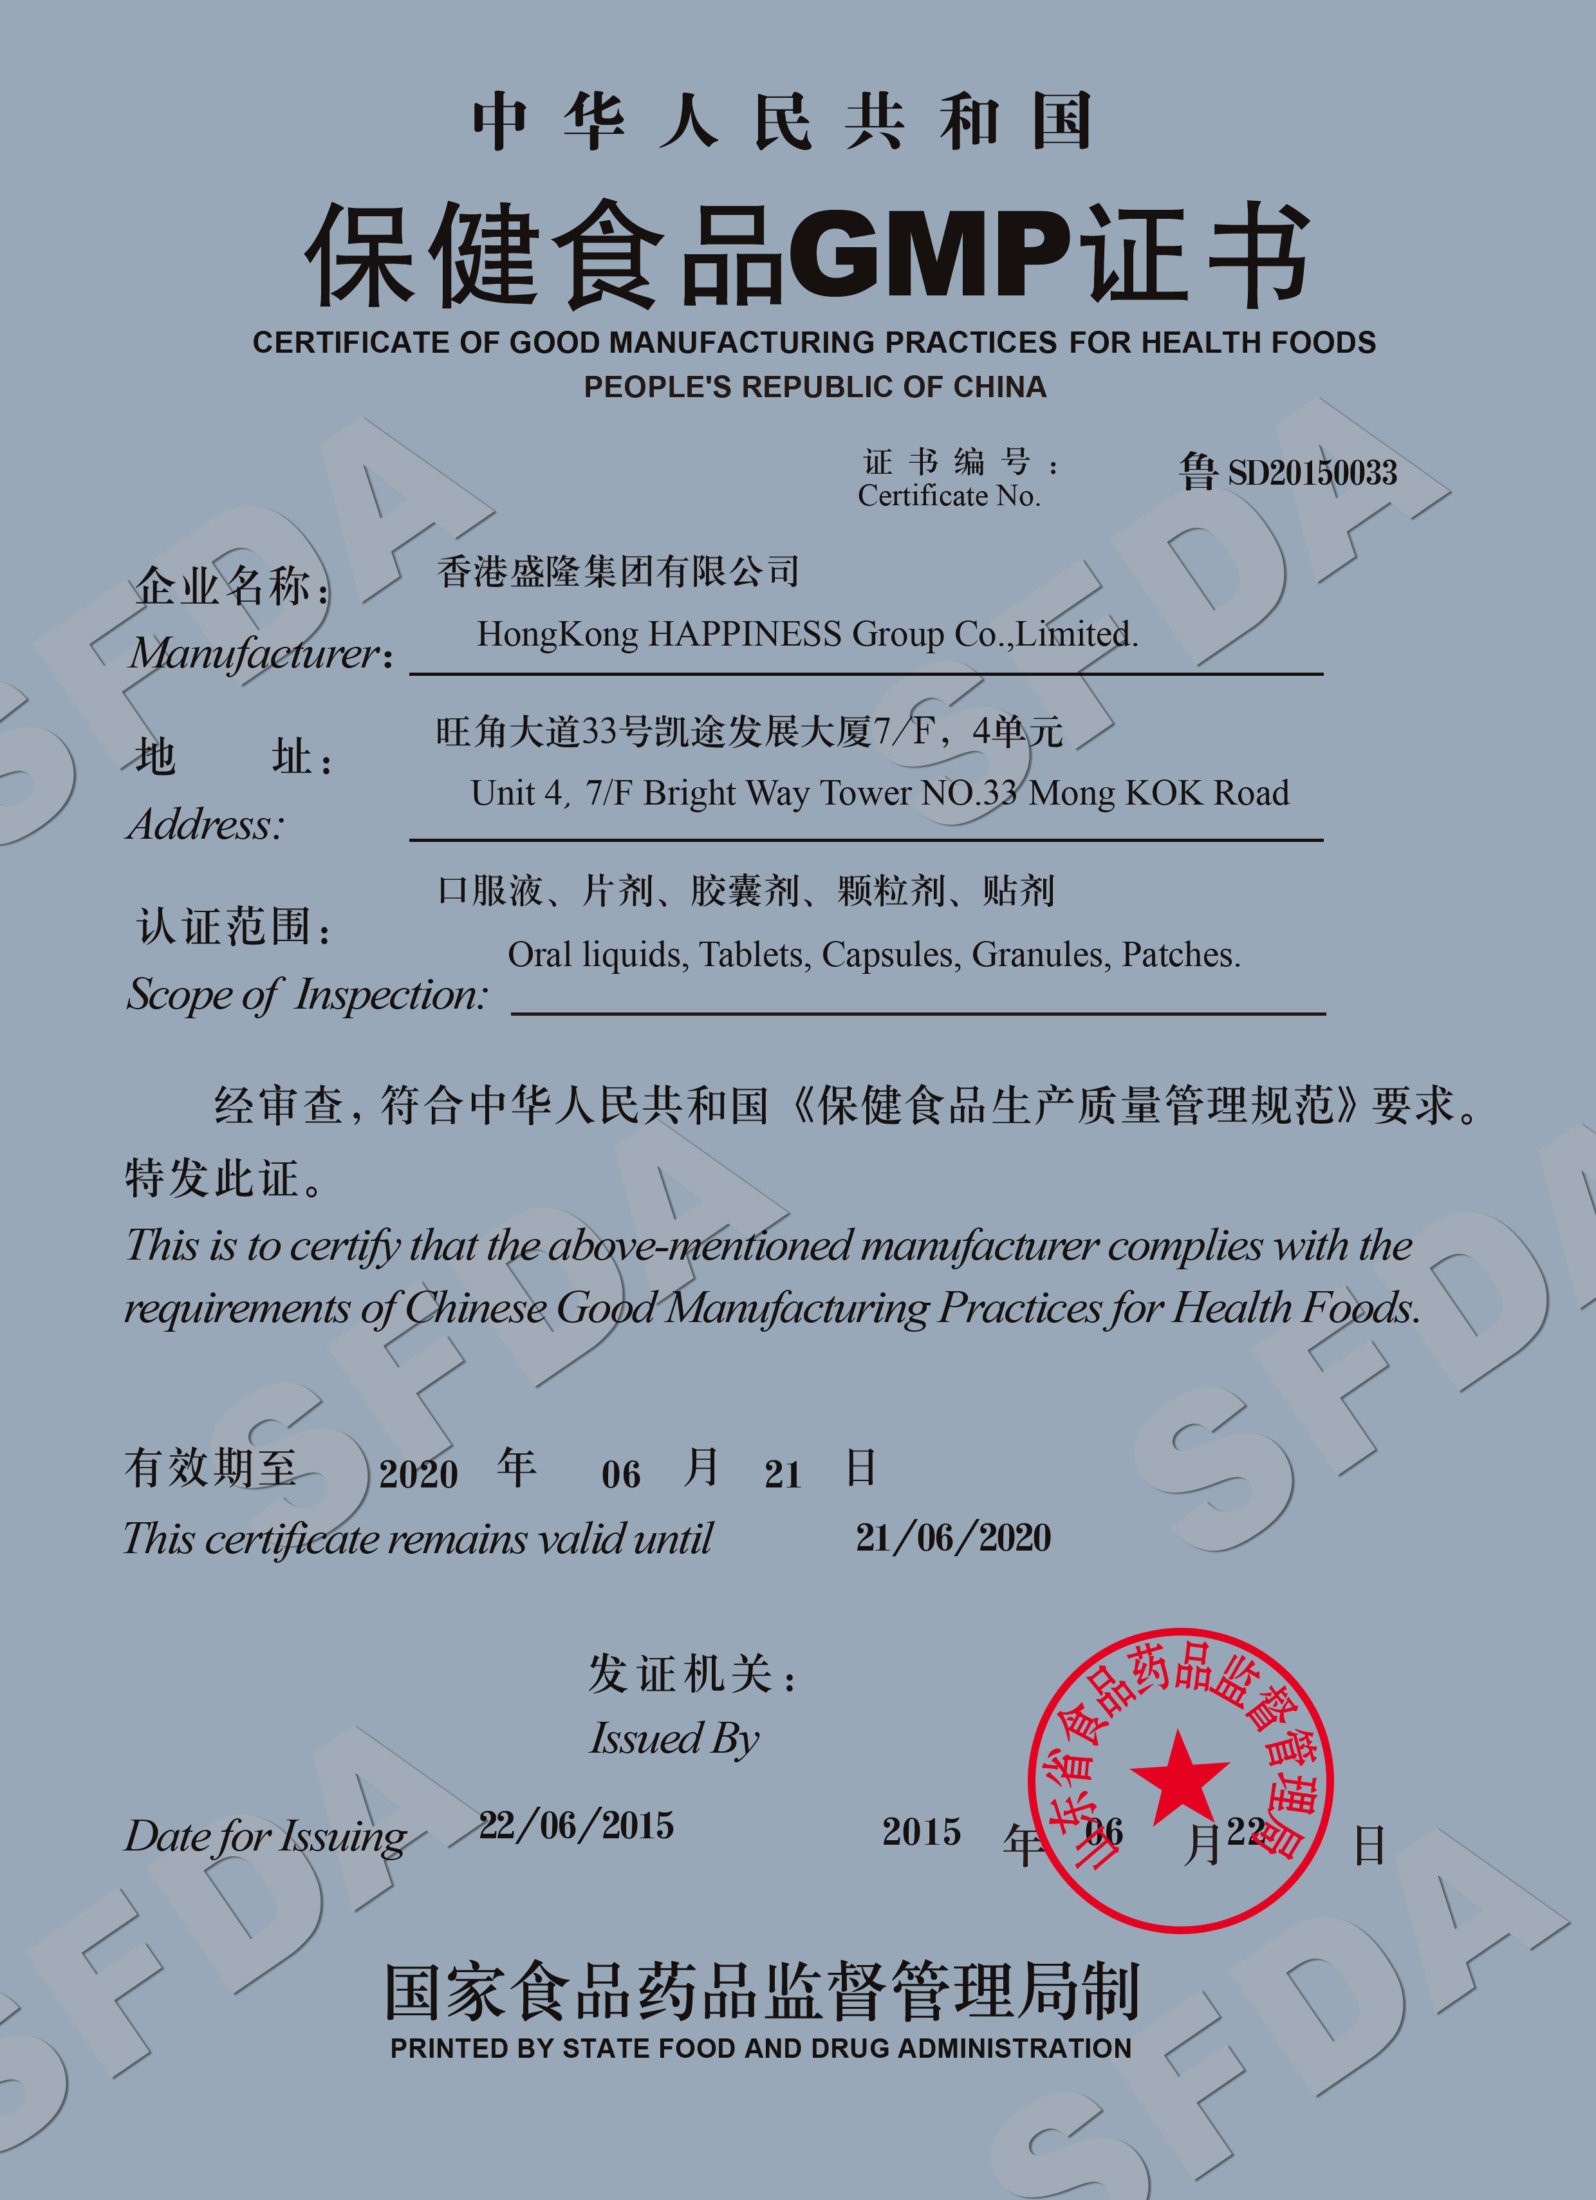 中华人民共和国
保健食品GMP证书
CERTIFICATE OF GOOD MANUFACTURING PRACTICES FOR HEALTH FOODS
PEOPLE'S REPUBLIC OF CHINA
证书编号： 鲁 SD20150033
Certificate No.
企业名称： 香港盛隆集团有限公司
Manufacturer: HongKong HAPPINESS Group Co.,Limited.
地 址： 旺角大道33号凯途发展大厦7/F，4单元
Address: Unit 4, 7/F Bright Way Tower NO.33 Mong KOK Road
认证范围： 口服液、片剂、胶囊剂、颗粒剂、贴剂
Scope of Inspection: Oral liquids, Tablets, Capsules, Granules, Patches.
经审查，符合中华人民共和国《保健食品生产质量管理规范》要求。
特发此证。
This is to certify that the above-mentioned manufacturer complies with the
requirements of Chinese Good Manufacturing Practices for Health Foods.
有效期至 2020 年 06 月 21 日
This certificate remains valid until 21/06/2020
发证机关：
Issued By
山东省食品药品监督管理局
Date for Issuing 22/06/2015 2015 年 06 月 22 日
国家食品药品监督管理局制
PRINTED BY STATE FOOD AND DRUG ADMINISTRATION
SFDA
SFDA
SFDA
SFDA
SFDA
SFDA